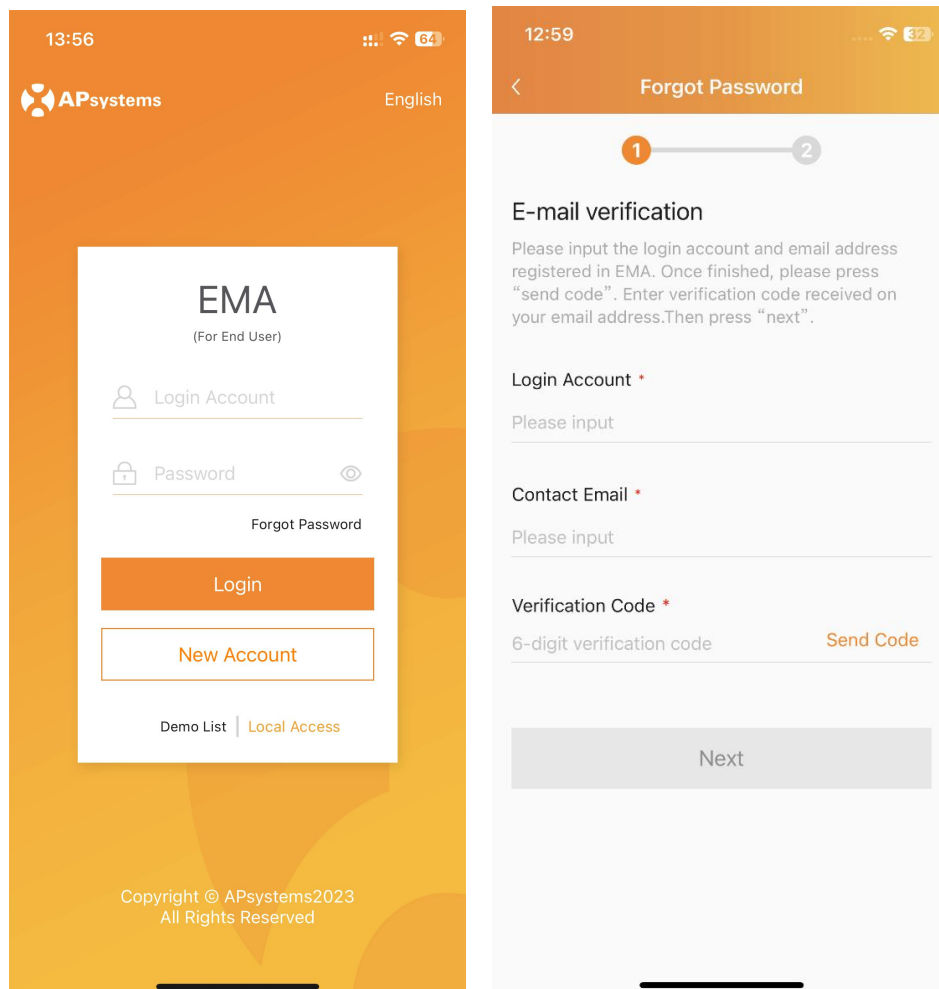 13:56
64
APsystems
English
EMA
(For End User)
Login Account
Password
Forgot Password
Login
New Account
Demo List
Local Access
Copyright © APsystems2023
All Rights Reserved
12:59
32
Forgot Password
1
2
E-mail verification
Please input the login account and email address
registered in EMA. Once finished, please press
“send code”. Enter verification code received on
your email address.Then press “next”.
Login Account *
Please input
Contact Email *
Please input
Verification Code *
6-digit verification code
Send Code
Next